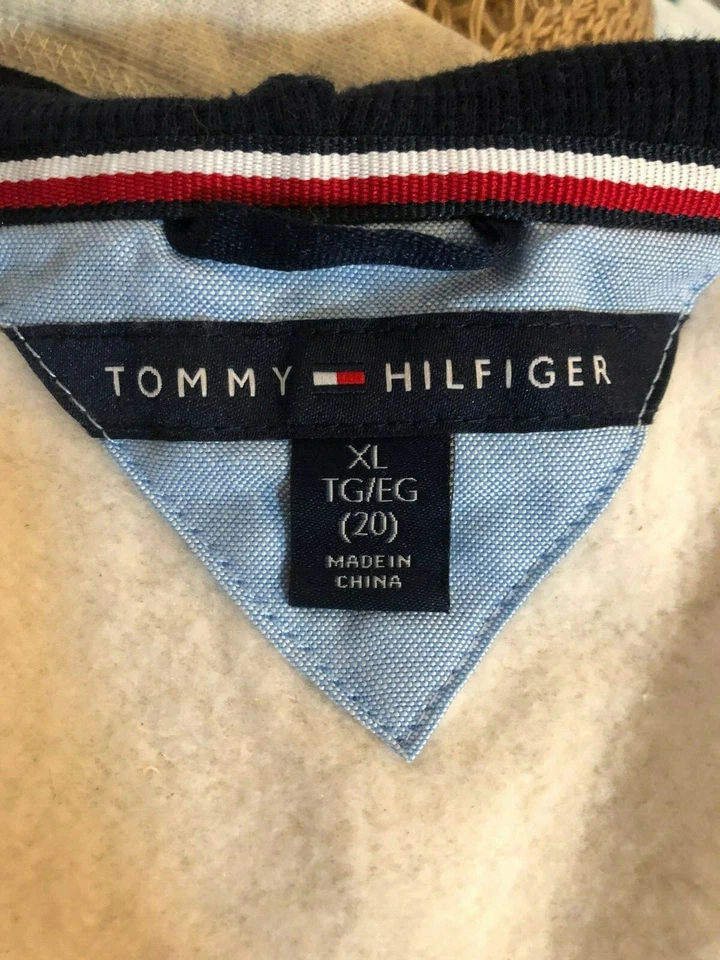 TOMMY HILFIGER
XL
TG/EG
(20)
MADE IN
CHINA